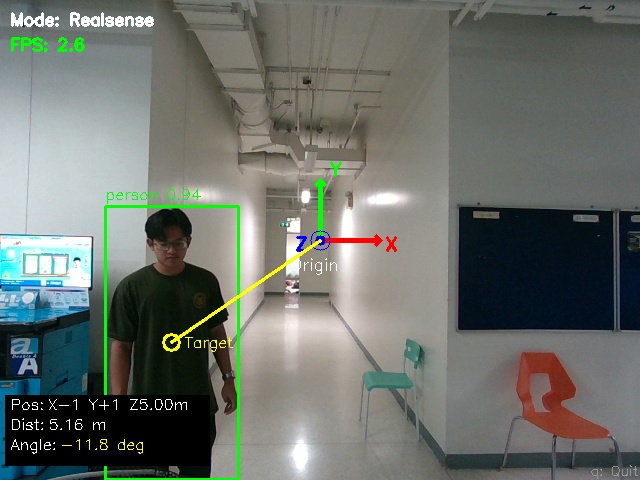 Mode: Realsense
FPS: 2.6
person 0.94
Y
Z
X
Origin
Target
a
A
Pos: X-1 Y+1 Z5.00m
Dist: 5.16 m
Angle: -11.8 deg
q: Quit